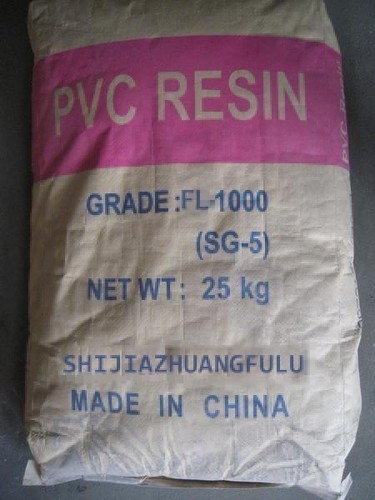 PVC RESIN
GRADE:FL-1000
(SG-5)
NET WT: 25 kg
SHIJIAZHUANGFULU
MADE IN CHINA